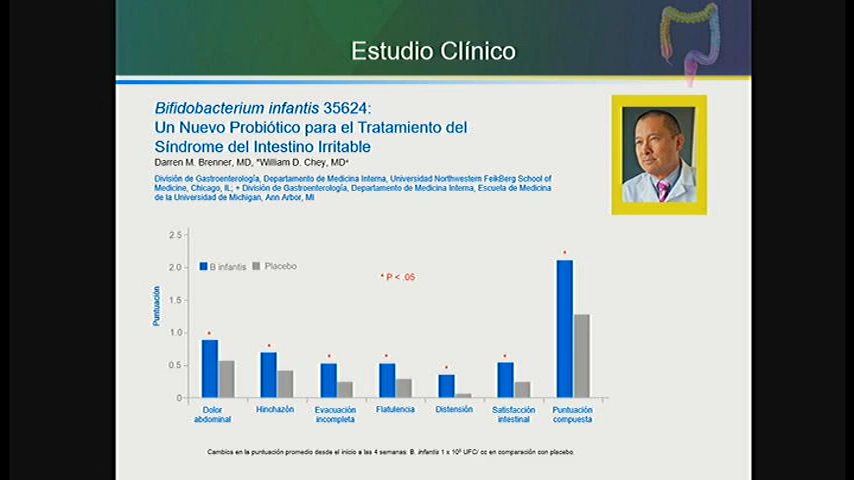 Estudio Clínico
Bifidobacterium infantis 35624:
Un Nuevo Probiótico para el Tratamiento del
Síndrome del Intestino Irritable
Darren M. Brenner, MD, *William D. Chey, MD*
División de Gastroenterología, Departamento de Medicina Interna, Universidad Northwestern FeikBerg School of
Medicine, Chicago, IL; + División de Gastroenterología, Departamento de Medicina Interna, Escuela de Medicina
de la Universidad de Michigan, Ann Arbor, MI
2.5
2.0
1.5
1.0
0.5
0
Puntuación
B infantis
Placebo
* P < .05
* * * * * * *
Dolor
abdominal
Hinchazón
Evacuación
incompleta
Flatulencia
Distensión
Satisfacción
intestinal
Puntuación
compuesta
Cambios en la puntuación promedio desde el inicio a las 4 semanas: B. infantis 1 x 10⁸ UFC/ cc en comparación con placebo.